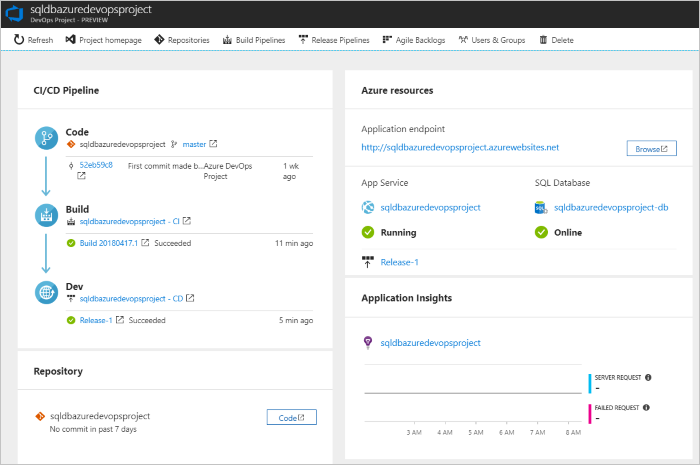 sqldbazuredevopsproject
DevOps Project - PREVIEW
Refresh Project homepage Repositories Build Pipelines Release Pipelines Agile Backlogs Users & Groups Delete
CI/CD Pipeline
Code
sqldbazuredevopsproject master
52eb59c8 First commit made b... Azure DevOps Project 1 wk ago
Build
sqldbazuredevopsproject - CI
Build 20180417.1 Succeeded 11 min ago
Dev
sqldbazuredevopsproject - CD
Release-1 Succeeded 5 min ago
Repository
sqldbazuredevopsproject
No commit in past 7 days
Code
Azure resources
Application endpoint
http://sqldbazuredevopsproject.azurewebsites.net
Browse
App Service SQL Database
sqldbazuredevopsproject sqldbazuredevopsproject-db
Running Online
Release-1
Application Insights
sqldbazuredevopsproject
SERVER REQUEST
--
FAILED REQUEST
--
3 AM 4 AM 5 AM 6 AM 7 AM 8 AM